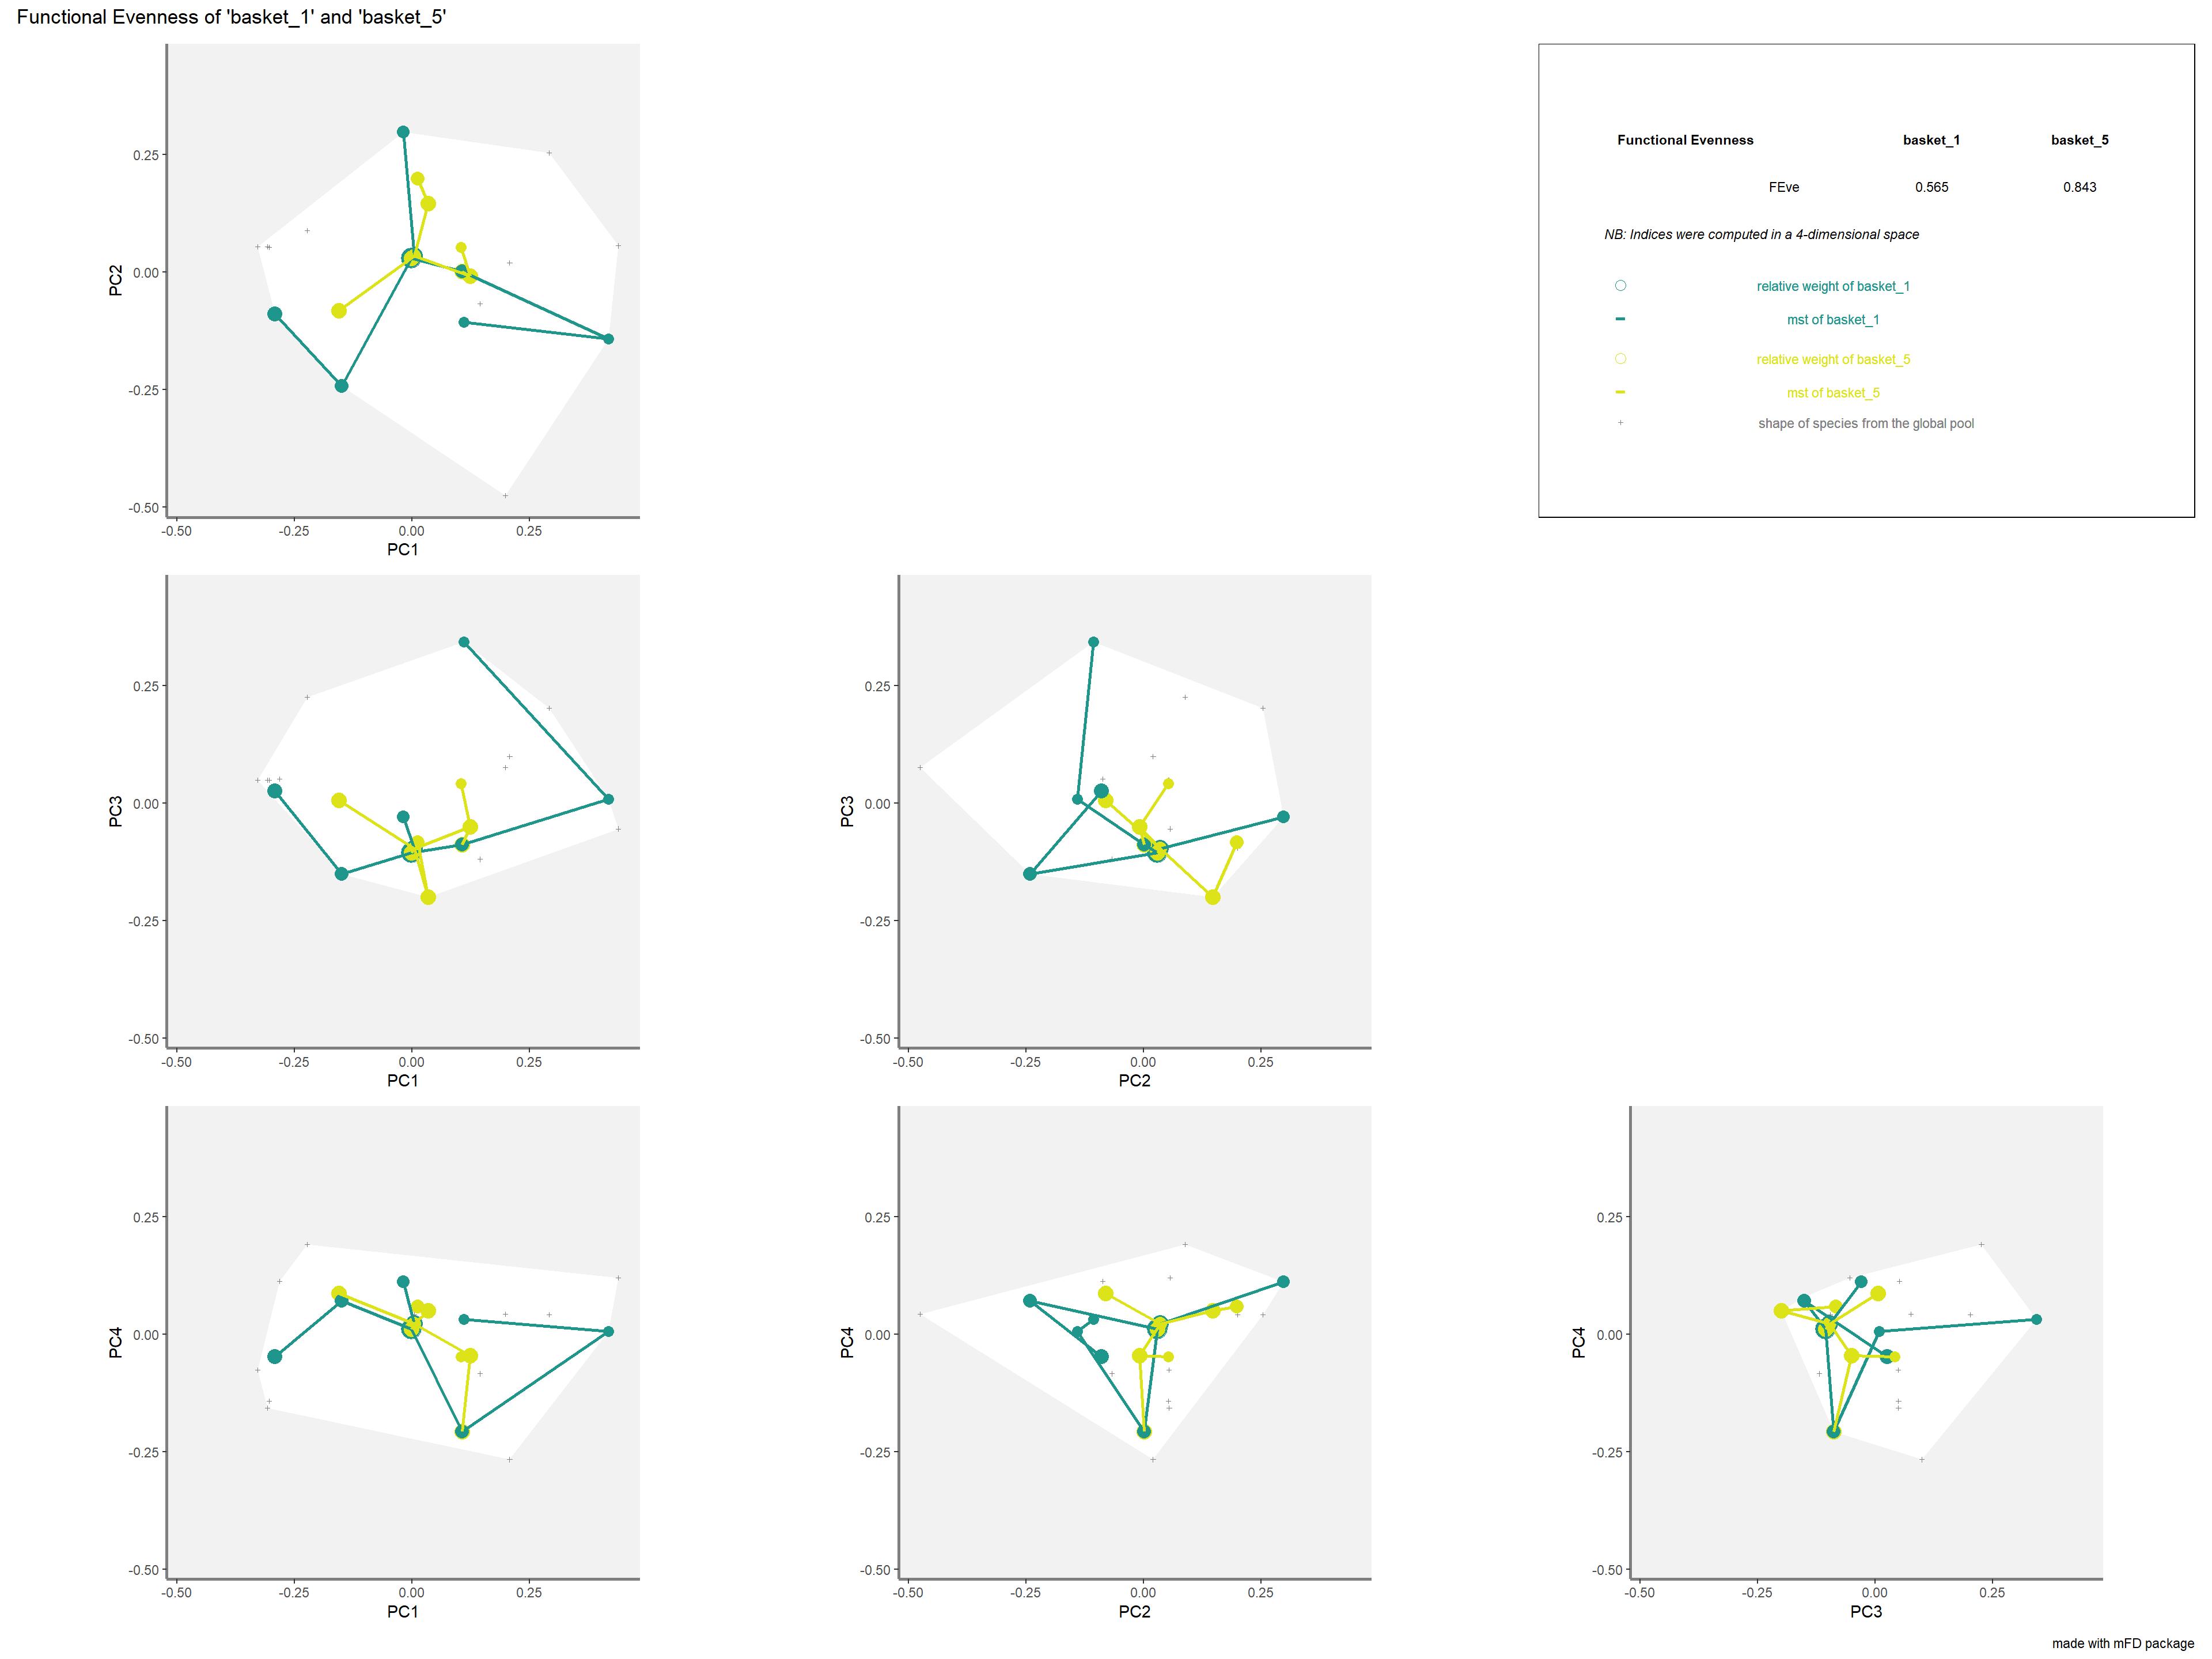 Functional Evenness of 'basket_1' and 'basket_5'
0.25
0.00
-0.25
-0.50
PC2
-0.50 -0.25 0.00 0.25
PC1
Functional Evenness basket_1 basket_5
FEve 0.565 0.843
NB: Indices were computed in a 4-dimensional space
relative weight of basket_1
mst of basket_1
relative weight of basket_5
mst of basket_5
shape of species from the global pool
0.25
0.00
-0.25
-0.50
PC3
-0.50 -0.25 0.00 0.25
PC1
0.25
0.00
-0.25
-0.50
PC3
-0.50 -0.25 0.00 0.25
PC2
0.25
0.00
-0.25
-0.50
PC4
-0.50 -0.25 0.00 0.25
PC1
0.25
0.00
-0.25
-0.50
PC4
-0.50 -0.25 0.00 0.25
PC2
0.25
0.00
-0.25
-0.50
PC4
-0.50 -0.25 0.00 0.25
PC3
made with mFD package